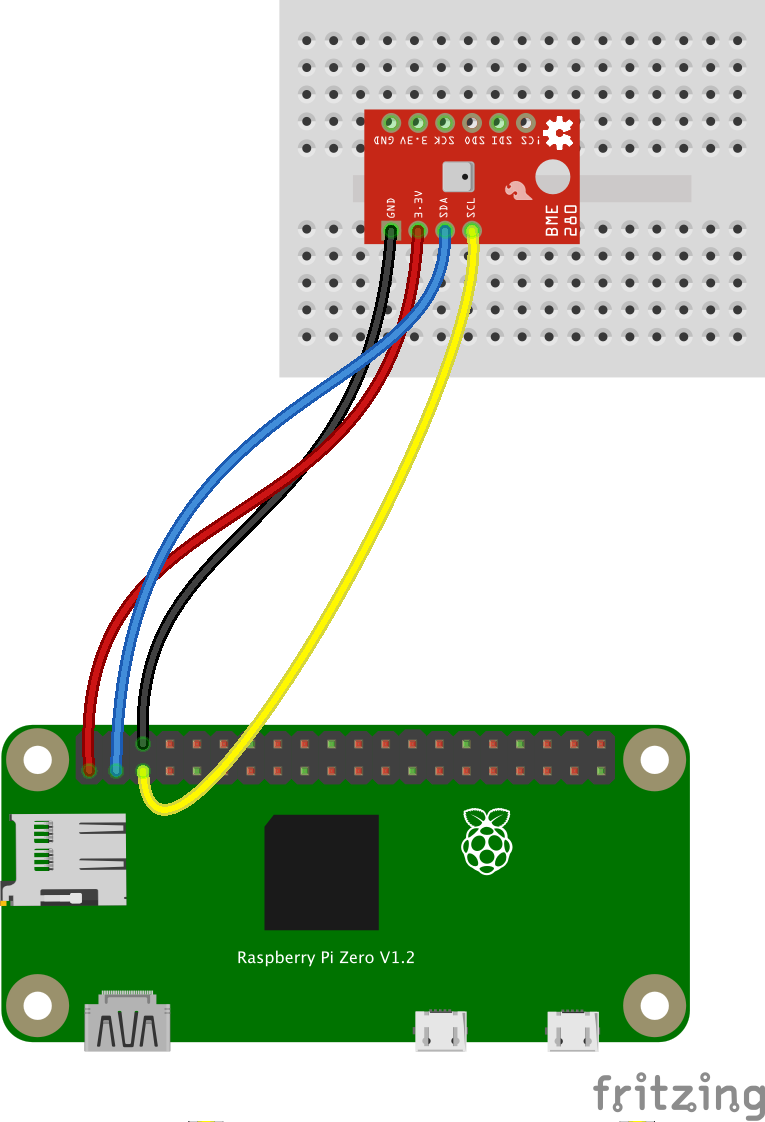 GND 3.3V SCK SDO SDI !CS
GND
3.3V
SDA
SCL
BME
280
Raspberry Pi Zero V1.2
fritzing